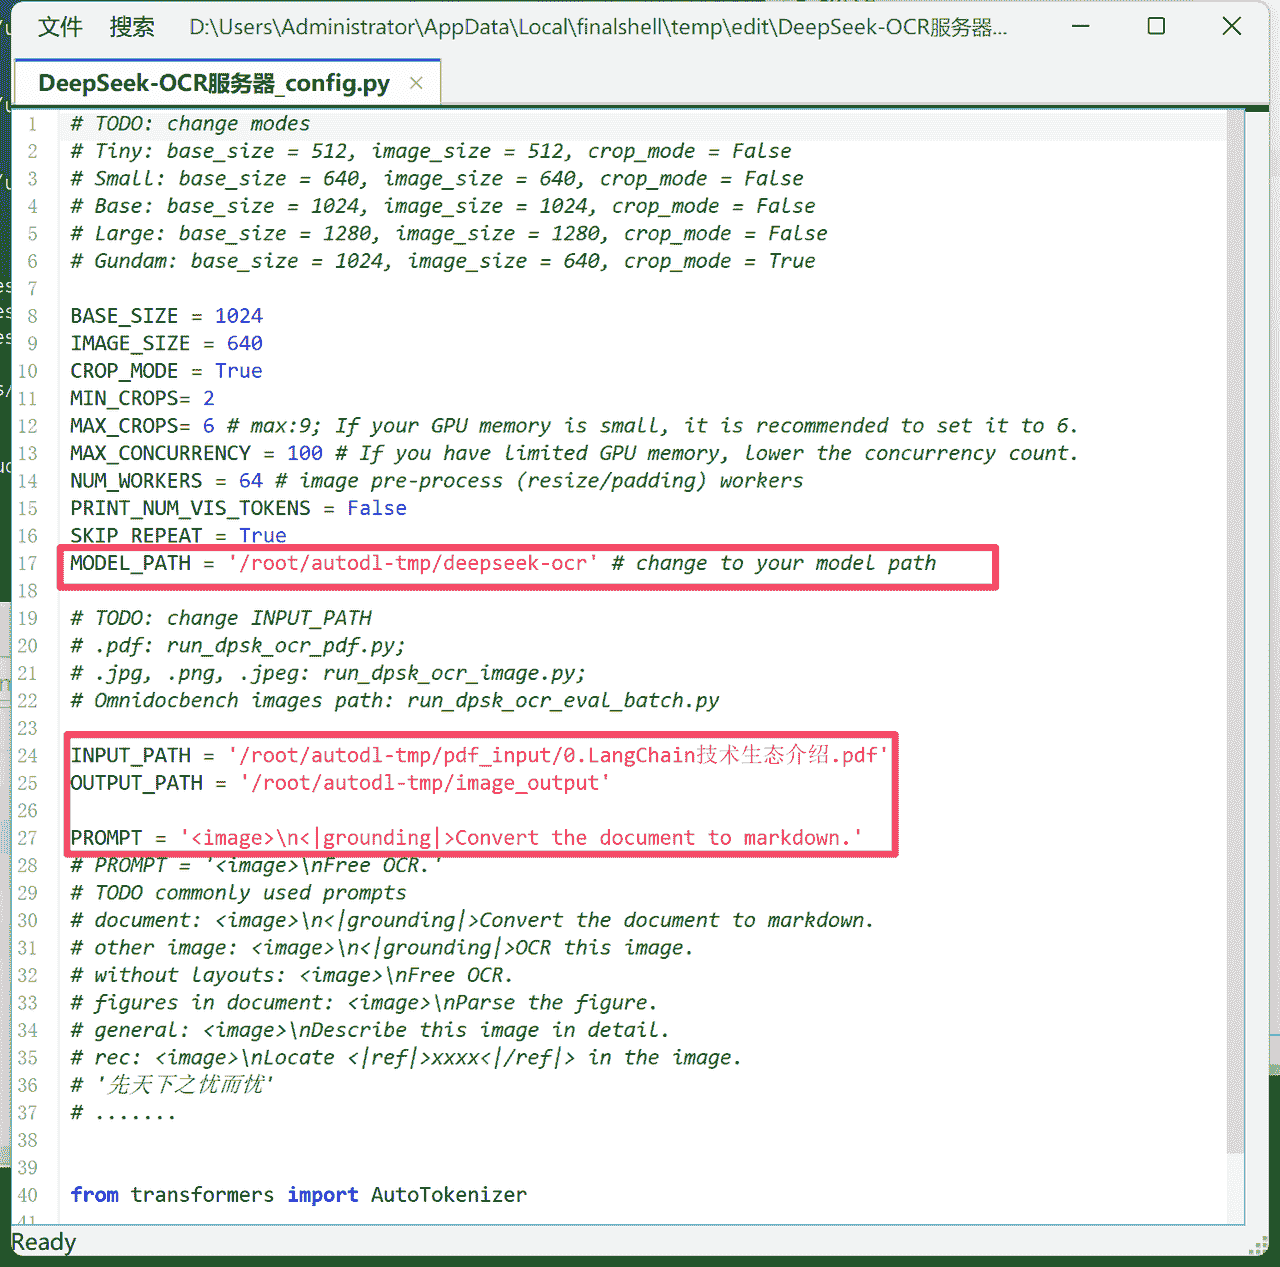 文件 搜索 D:\Users\Administrator\AppData\Local\finalshell\temp\edit\DeepSeek-OCR服务器...
DeepSeek-OCR服务器_config.py ×
1 # TODO: change modes
2 # Tiny: base_size = 512, image_size = 512, crop_mode = False
3 # Small: base_size = 640, image_size = 640, crop_mode = False
4 # Base: base_size = 1024, image_size = 1024, crop_mode = False
5 # Large: base_size = 1280, image_size = 1280, crop_mode = False
6 # Gundam: base_size = 1024, image_size = 640, crop_mode = True
7
8 BASE_SIZE = 1024
9 IMAGE_SIZE = 640
10 CROP_MODE = True
11 MIN_CROPS= 2
12 MAX_CROPS= 6 # max:9; If your GPU memory is small, it is recommended to set it to 6.
13 MAX_CONCURRENCY = 100 # If you have limited GPU memory, lower the concurrency count.
14 NUM_WORKERS = 64 # image pre-process (resize/padding) workers
15 PRINT_NUM_VIS_TOKENS = False
16 SKIP_REPEAT = True
17 MODEL_PATH = '/root/autodl-tmp/deepseek-ocr' # change to your model path
18
19 # TODO: change INPUT_PATH
20 # .pdf: run_dpsk_ocr_pdf.py;
21 # .jpg, .png, .jpeg: run_dpsk_ocr_image.py;
22 # Omnidocbench images path: run_dpsk_ocr_eval_batch.py
23
24 INPUT_PATH = '/root/autodl-tmp/pdf_input/0.LangChain技术生态介绍.pdf'
25 OUTPUT_PATH = '/root/autodl-tmp/image_output'
26
27 PROMPT = '<image>\n<|grounding|>Convert the document to markdown.'
28 # PROMPT = '<image>\nFree OCR.'
29 # TODO commonly used prompts
30 # document: <image>\n<|grounding|>Convert the document to markdown.
31 # other image: <image>\n<|grounding|>OCR this image.
32 # without layouts: <image>\nFree OCR.
33 # figures in document: <image>\nParse the figure.
34 # general: <image>\nDescribe this image in detail.
35 # rec: <image>\nLocate <|ref|>xxxx<|/ref|> in the image.
36 # '先天下之忧而忧'
37 # .......
38
39
40 from transformers import AutoTokenizer
41
Ready